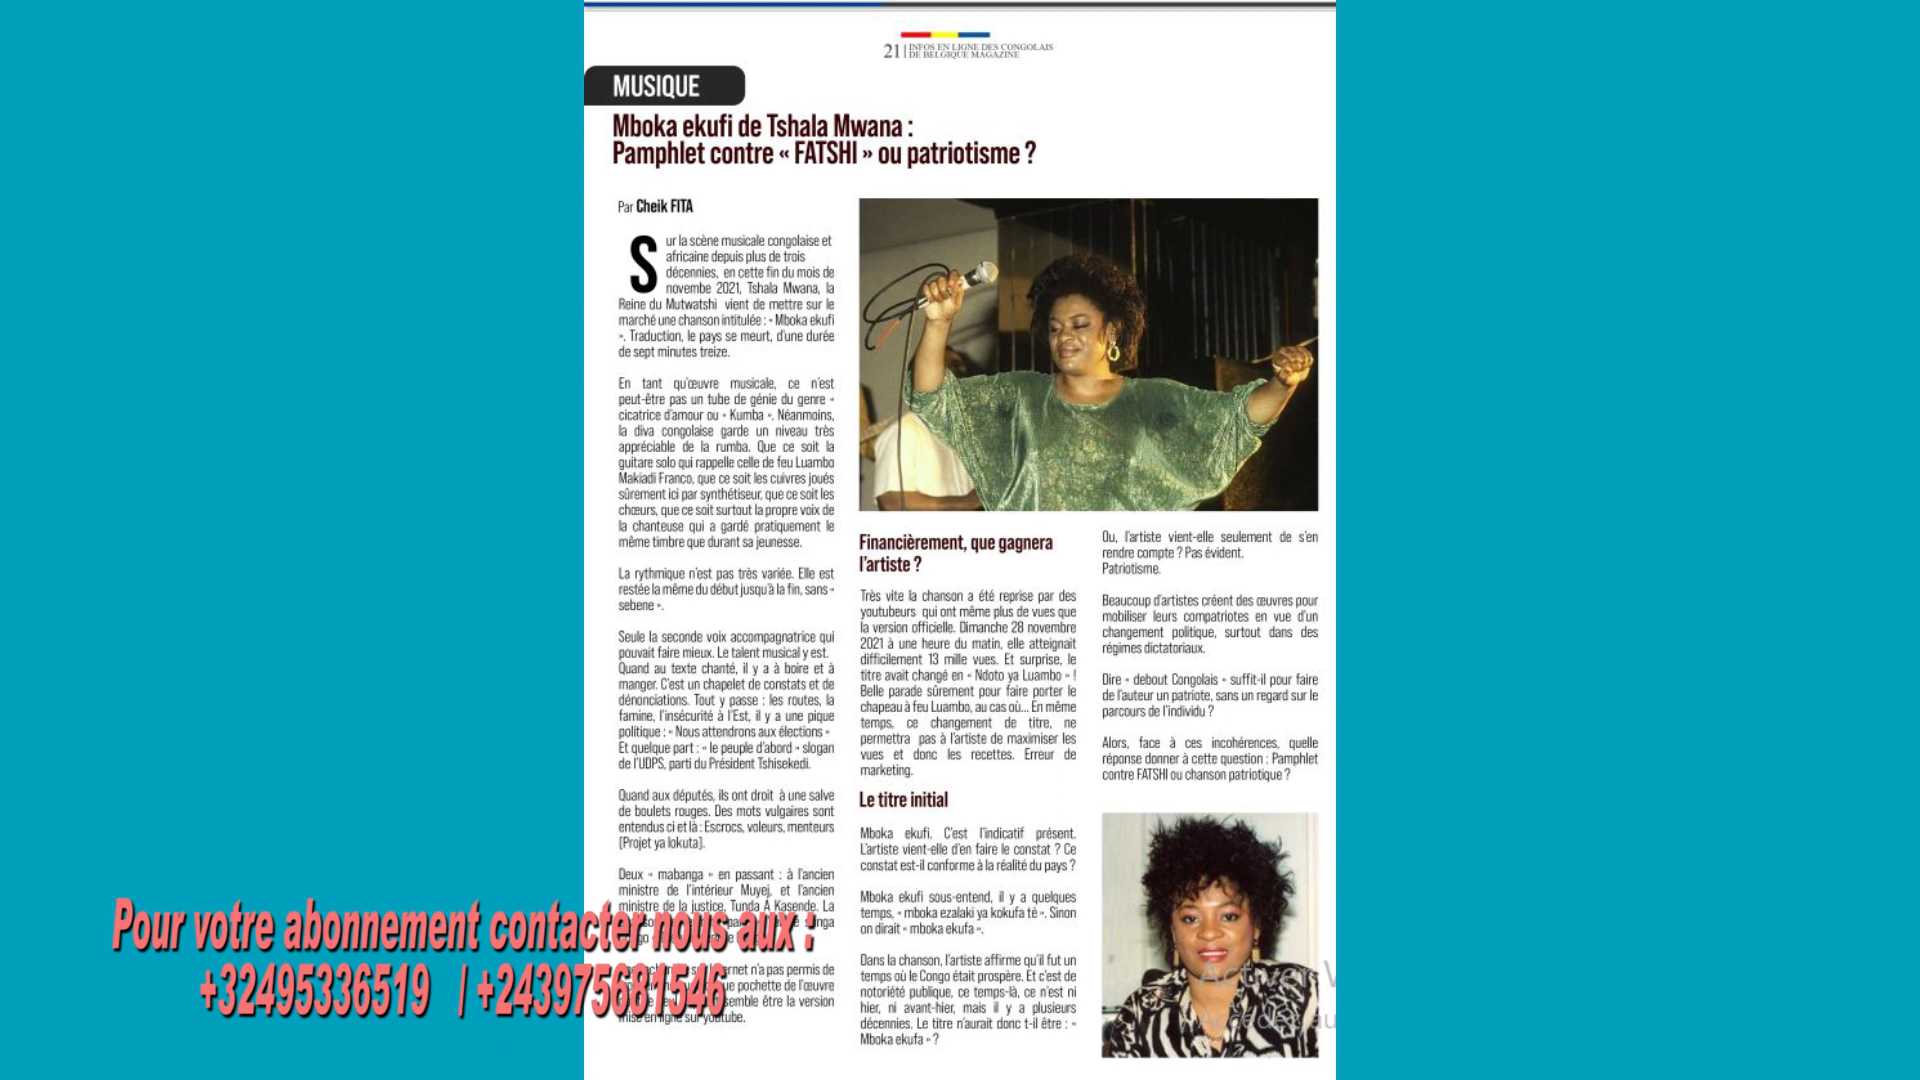 21 | INFOS EN LIGNE DES CONGOLAIS
DE BELGIQUE MAGAZINE
MUSIQUE
Mboka ekufi de Tshala Mwana :
Pamphlet contre « FATSHI » ou patriotisme ?
Par Cheik FITA
Sur la scène musicale congolaise et
africaine depuis plus de trois
décennies, en cette fin du mois de
novembe 2021, Tshala Mwana, la
Reine du Mutwatshi vient de mettre sur le
marché une chanson intitulée : « Mboka ekufi
». Traduction, le pays se meurt, d'une durée
de sept minutes treize.
En tant qu'œuvre musicale, ce n'est
peut-être pas un tube de génie du genre «
cicatrice d'amour ou « Kumba ». Néanmoins,
la diva congolaise garde un niveau très
appréciable de la rumba. Que ce soit la
guitare solo qui rappelle celle de feu Luambo
Makiadi Franco, que ce soit les cuivres joués
sûrement ici par synthétiseur, que ce soit les
chœurs, que ce soit surtout la propre voix de
la chanteuse qui a gardé pratiquement le
même timbre que durant sa jeunesse.
La rythmique n'est pas très variée. Elle est
restée la même du début jusqu'à la fin, sans «
sebene ».
Seule la seconde voix accompagnatrice qui
pouvait faire mieux. Le talent musical y est.
Quand au texte chanté, il y a à boire et à
manger. C'est un chapelet de constats et de
dénonciations. Tout y passe : les routes, la
famine, l'insécurité à l'Est, il y a une pique
politique : « Nous attendrons aux élections »
Et quelque part : « le peuple d'abord » slogan
de l'UDPS, parti du Président Tshisekedi.
Quand aux députés, ils ont droit à une salve
de boulets rouges. Des mots vulgaires sont
entendus ci et là : Escrocs, voleurs, menteurs
(Projet ya lokuta).
Deux « mabanga » en passant : à l'ancien
ministre de l'intérieur Muyej, et l'ancien
ministre de la justice, Tunda A Kasende. La
n'a pas permis de
pochette de l'œuvre
semble être la version
mise en ligne sur youtube.
Financièrement, que gagnera
l'artiste ?
Très vite la chanson a été reprise par des
youtubeurs qui ont même plus de vues que
la version officielle. Dimanche 28 novembre
2021 à une heure du matin, elle atteignait
difficilement 13 mille vues. Et surprise, le
titre avait changé en « Ndoto ya Luambo » !
Belle parade sûrement pour faire porter le
chapeau à feu Luambo, au cas où... En même
temps, ce changement de titre, ne
permettra pas à l'artiste de maximiser les
vues et donc les recettes. Erreur de
marketing.
Le titre initial
Mboka ekufi. C'est l'indicatif présent.
L'artiste vient-elle d'en faire le constat ? Ce
constat est-il conforme à la réalité du pays ?
Mboka ekufi sous-entend, il y a quelques
temps, « mboka ezalaki ya kokufa té ». Sinon
on dirait « mboka ekufa ».
Dans la chanson, l'artiste affirme qu'il fut un
temps où le Congo était prospère. Et c'est de
notoriété publique, ce temps-là, ce n'est ni
hier, ni avant-hier, mais il y a plusieurs
décennies. Le titre n'aurait donc t-il être : «
Mboka ekufa » ?
Ou, l'artiste vient-elle seulement de s'en
rendre compte ? Pas évident.
Patriotisme.
Beaucoup d'artistes créent des œuvres pour
mobiliser leurs compatriotes en vue d'un
changement politique, surtout dans des
régimes dictatoriaux.
Dire « debout Congolais » suffit-il pour faire
de l'auteur un patriote, sans un regard sur le
parcours de l'individu ?
Alors, face à ces incohérences, quelle
réponse donner à cette question : Pamphlet
contre FATSHI ou chanson patriotique ?
Pour votre abonnement contacter nous aux :
+32495336519 / +243975681546